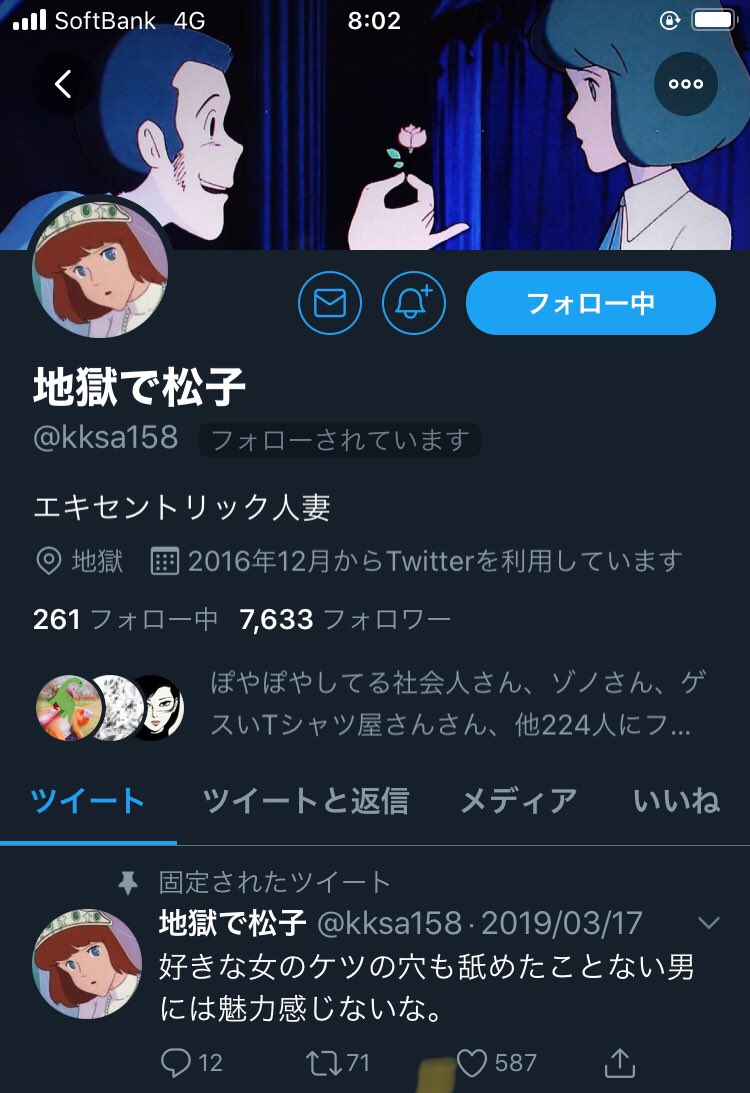 SoftBank 4G 8:02
フォロー中
地獄で松子
@kksa158 フォローされています
エキセントリック人妻
地獄 2016年12月からTwitterを利用しています
261 フォロー中 7,633 フォロワー
ぽやぽやしてる社会人さん、ゾノさん、ゲ
スいTシャツ屋さんさん、他224人にフ...
ツイート ツイートと返信 メディア いいね
固定されたツイート
地獄で松子 @kksa158 · 2019/03/17
好きな女のケツの穴も舐めたことない男
には魅力感じないな。
12 71 587